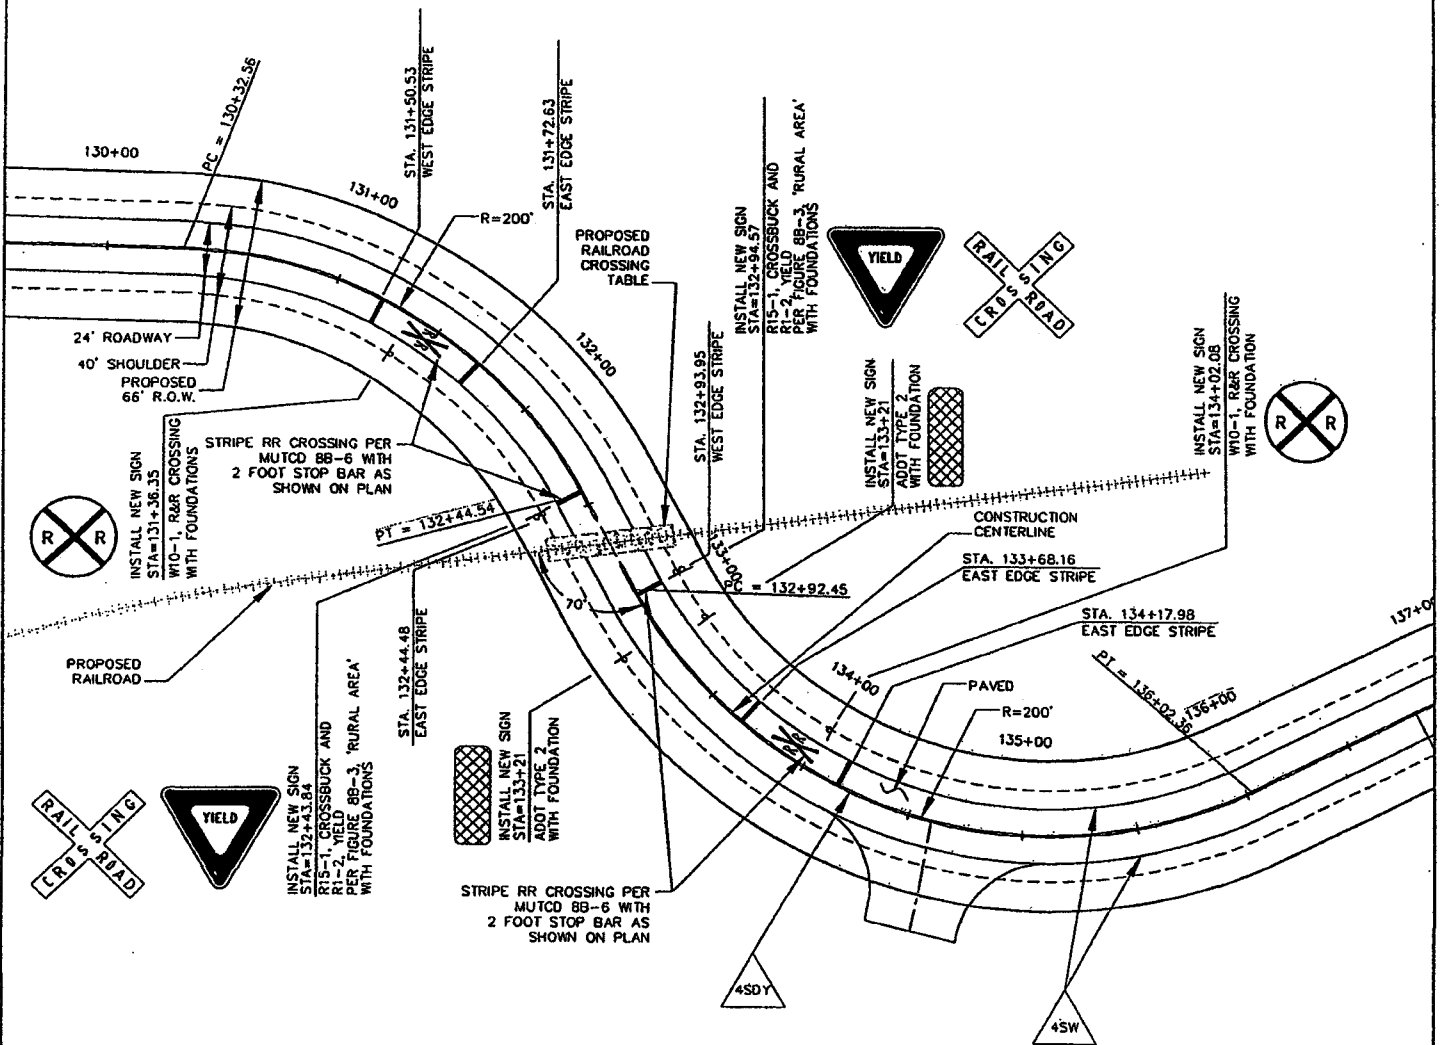 PC = 130+32.56
130+00
131+00
STA. 131+50.53
WEST EDGE STRIPE
STA. 131+72.63
EAST EDGE STRIPE
R=200'
PROPOSED
RAILROAD
CROSSING
TABLE
132+00
INSTALL NEW SIGN
STA=132+94.57
R15-1, CROSSBUCK AND
R1-2, YIELD
PER FIGURE 8B-3, 'RURAL AREA'
WITH FOUNDATIONS
YIELD
RAIL ROAD
CROSSING
24' ROADWAY
40' SHOULDER
PROPOSED
66' R.O.W.
INSTALL NEW SIGN
STA=131+36.35
W10-1, R&R CROSSING
WITH FOUNDATIONS
R R
STRIPE RR CROSSING PER
MUTCD 8B-6 WITH
2 FOOT STOP BAR AS
SHOWN ON PLAN
R R
STA. 132+93.95
WEST EDGE STRIPE
INSTALL NEW SIGN
STA=133+21
ADOT TYPE 2
WITH FOUNDATION
INSTALL NEW SIGN
STA=134+02.08
W10-1, R&R CROSSING
WITH FOUNDATION
R R
PT = 132+44.54
133+00
PC = 132+92.45
CONSTRUCTION
CENTERLINE
STA. 133+68.16
EAST EDGE STRIPE
STA. 134+17.98
EAST EDGE STRIPE
70°
PROPOSED
RAILROAD
STA. 132+44.48
EAST EDGE STRIPE
INSTALL NEW SIGN
STA=132+43.84
R15-1, CROSSBUCK AND
R1-2, YIELD
PER FIGURE 8B-3, 'RURAL AREA'
WITH FOUNDATIONS
RAIL ROAD
CROSSING
YIELD
INSTALL NEW SIGN
STA=133+21
ADOT TYPE 2
WITH FOUNDATION
134+00
PAVED
R=200'
135+00
PT = 136+02.36
136+00
137+00
R R
STRIPE RR CROSSING PER
MUTCD 8B-6 WITH
2 FOOT STOP BAR AS
SHOWN ON PLAN
4SDY
4SW